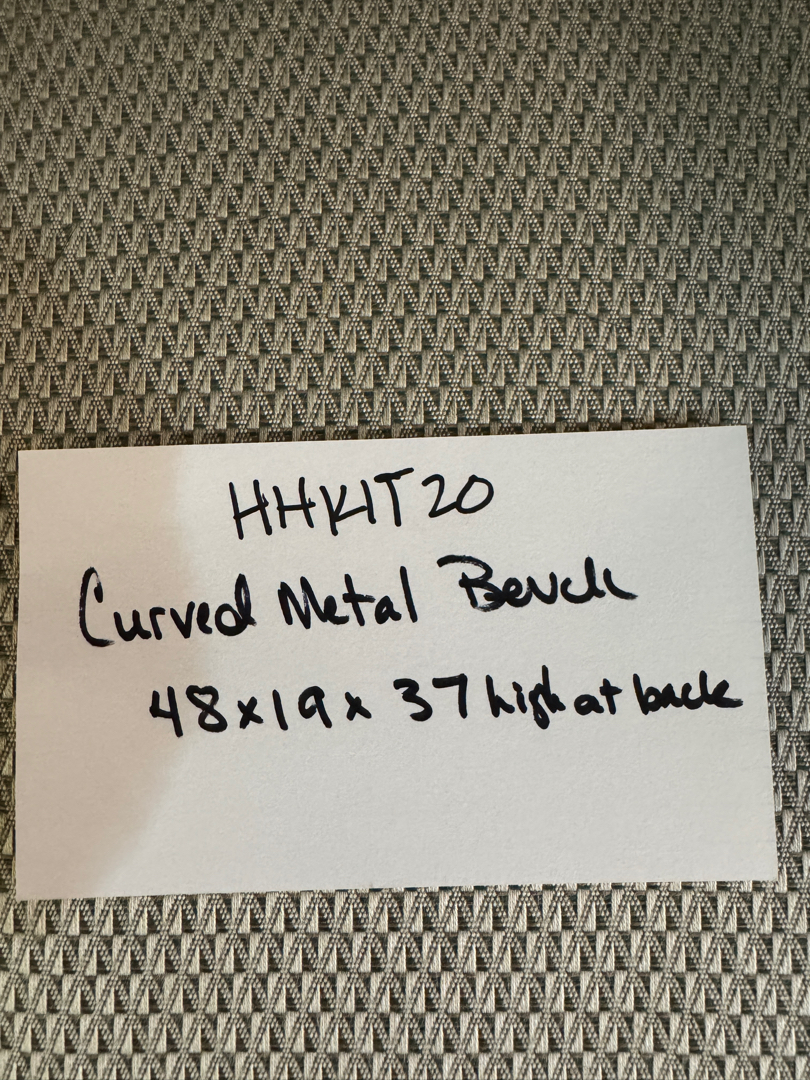 HHKIT20
Curved Metal Bench
48x19x 37 high at back